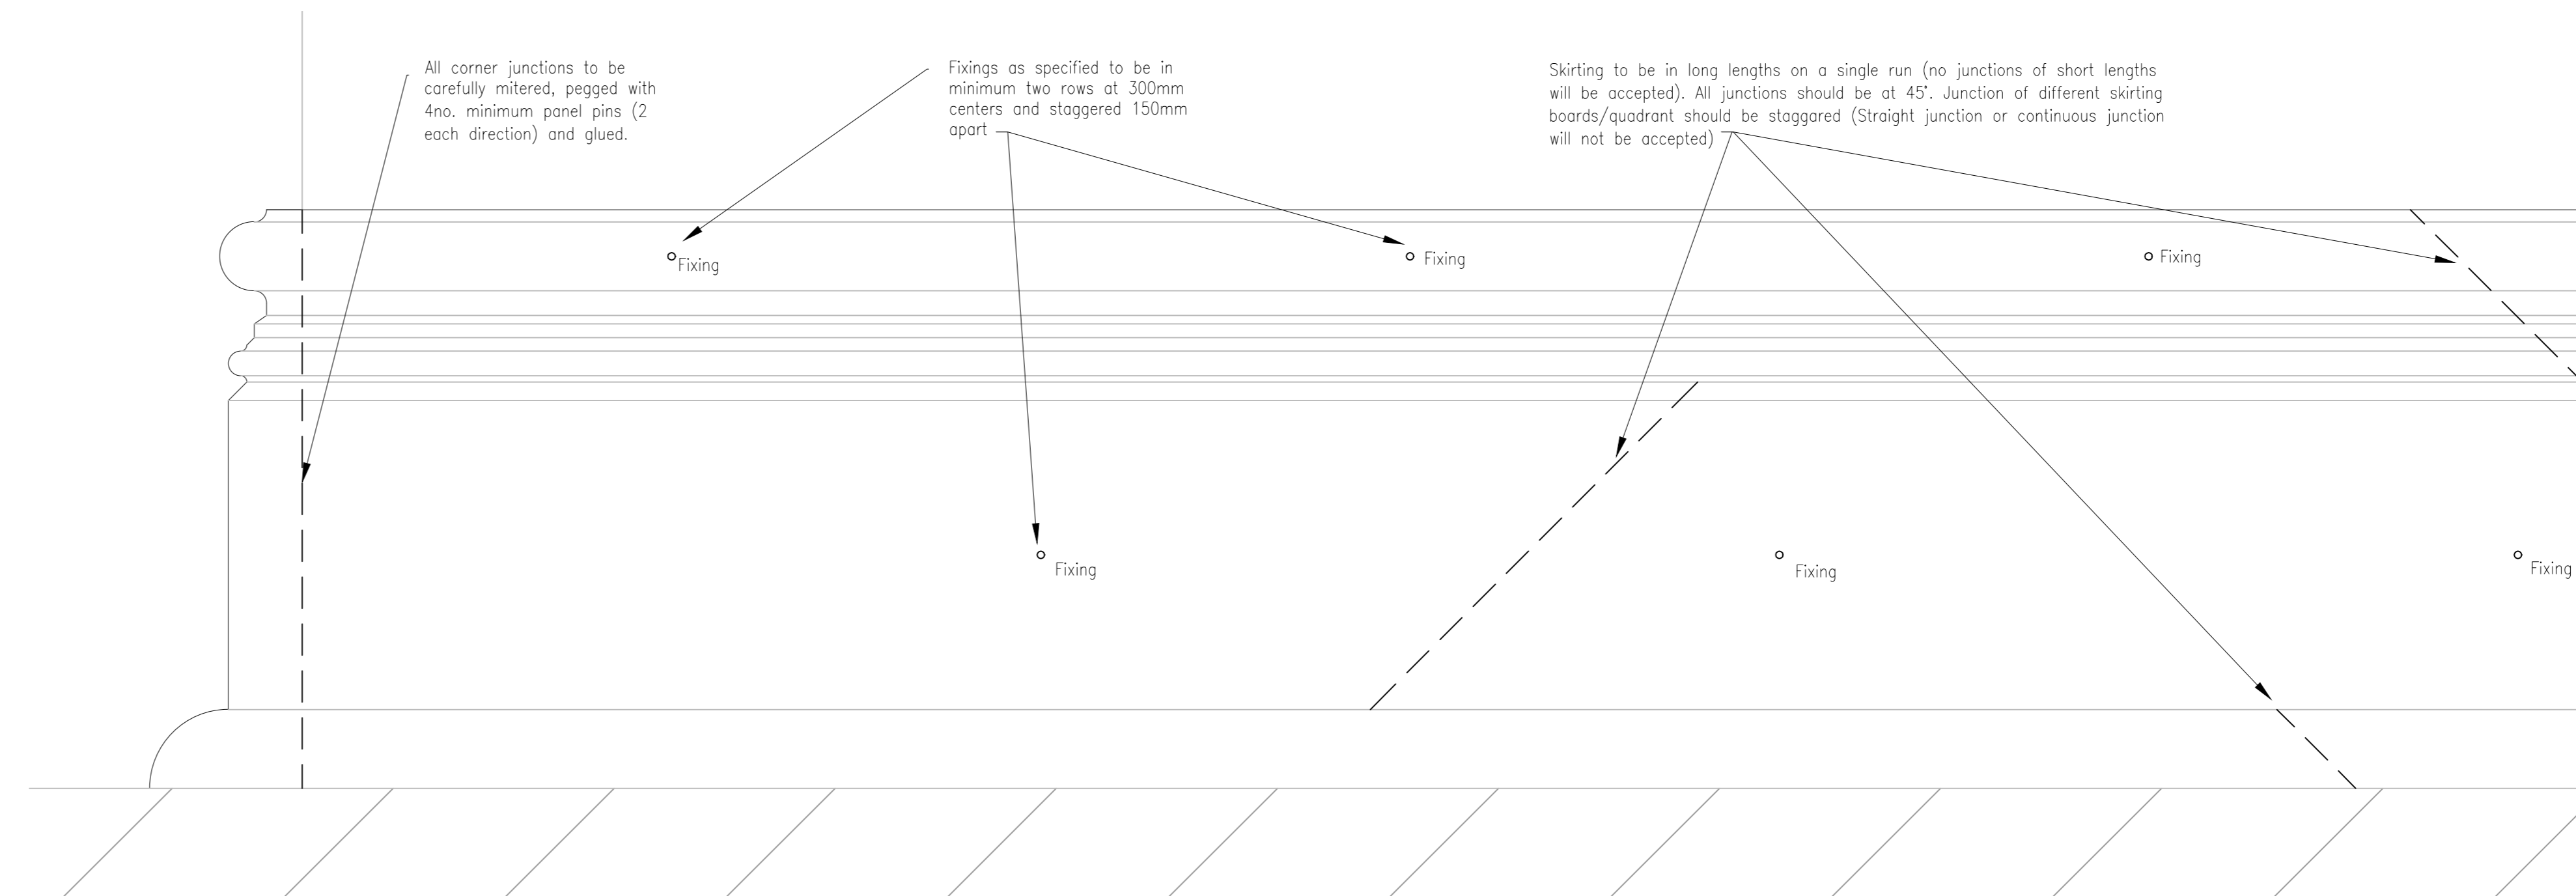 All corner junctions to be
carefully mitered, pegged with
4no. minimum panel pins (2
each direction) and glued.
Fixings as specified to be in
minimum two rows at 300mm
centers and staggered 150mm
apart
Skirting to be in long lengths on a single run (no junctions of short lengths
will be accepted). All junctions should be at 45°. Junction of different skirting
boards/quadrant should be staggared (Straight junction or continuous junction
will not be accepted)
Fixing
Fixing
Fixing
Fixing
Fixing
Fixing